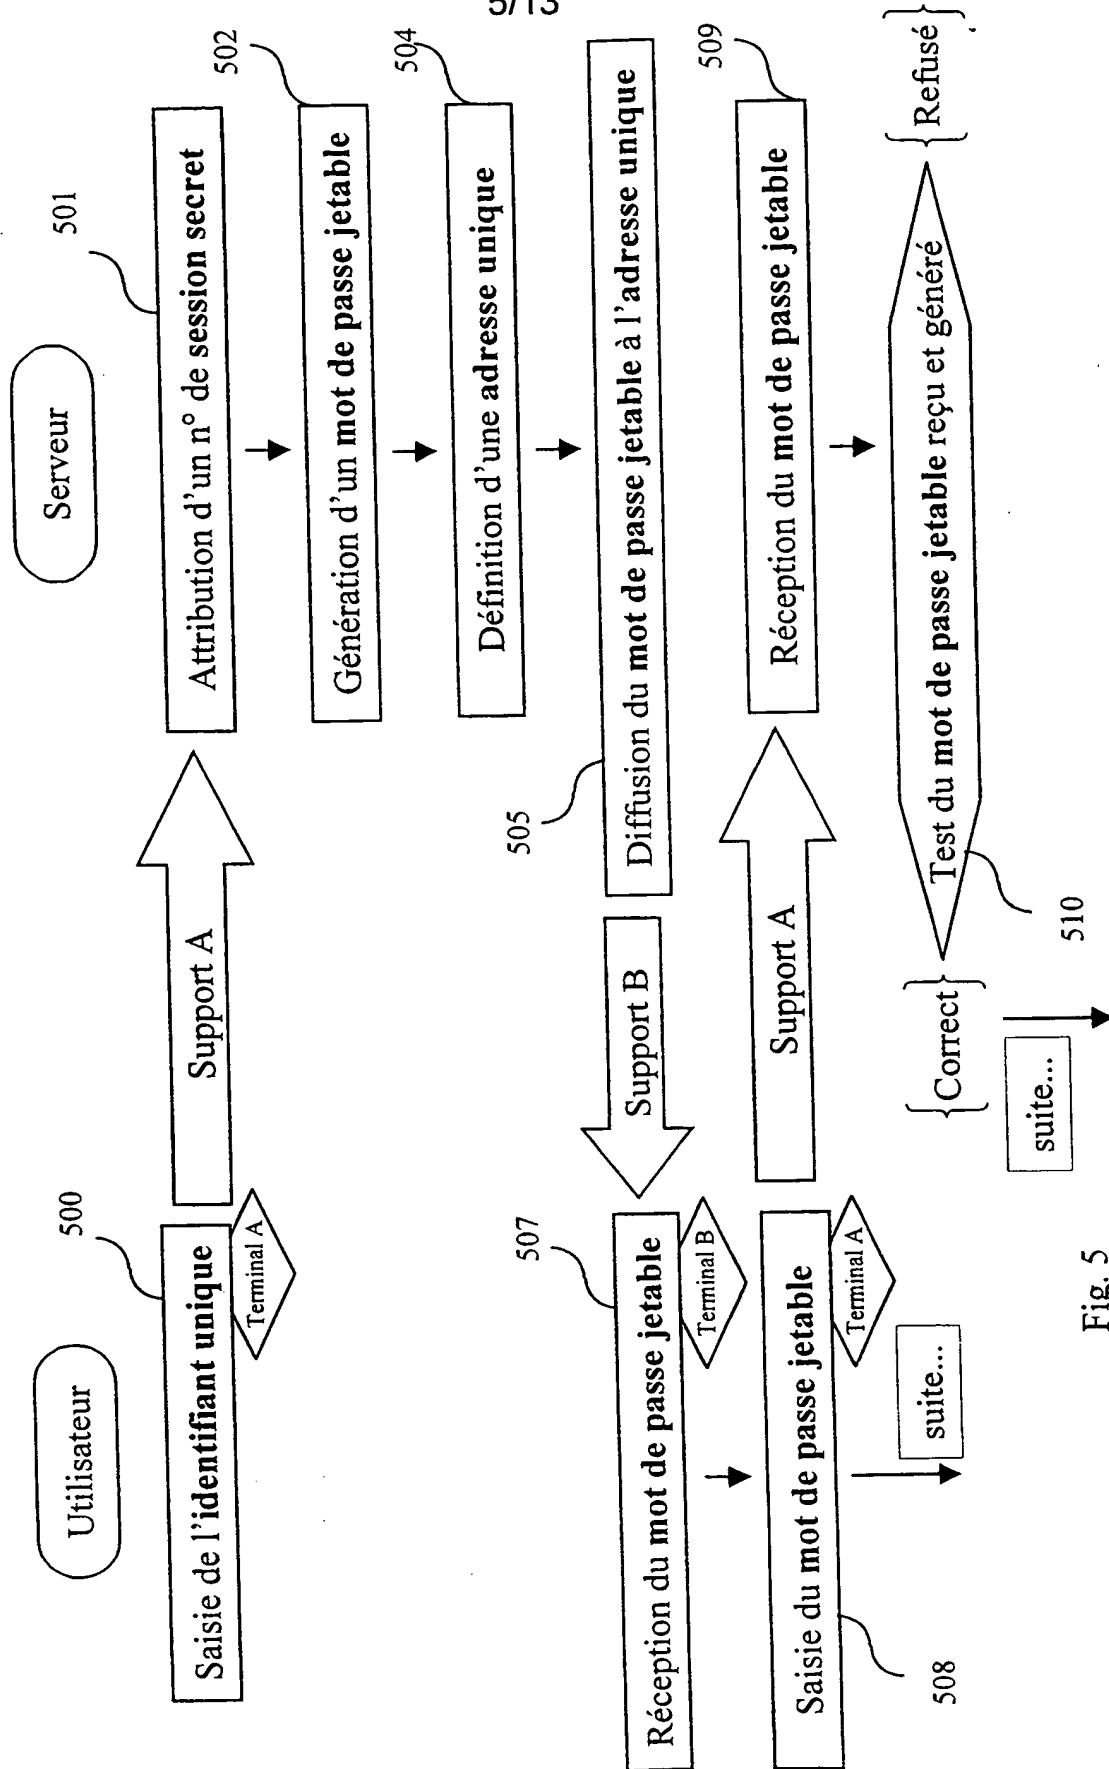 5/13
Utilisateur
Serveur
500
501
Saisie de l'identifiant unique
Terminal A
Support A
Attribution d'un n° de session secret
502
Génération d'un mot de passe jetable
504
Définition d'une adresse unique
505
Diffusion du mot de passe jetable à l'adresse unique
Support B
507
Réception du mot de passe jetable
Terminal B
508
Saisie du mot de passe jetable
Terminal A
Support A
509
Réception du mot de passe jetable
suite...
510
Test du mot de passe jetable reçu et généré
{Correct}
{Refusé}
suite...
Fig. 5